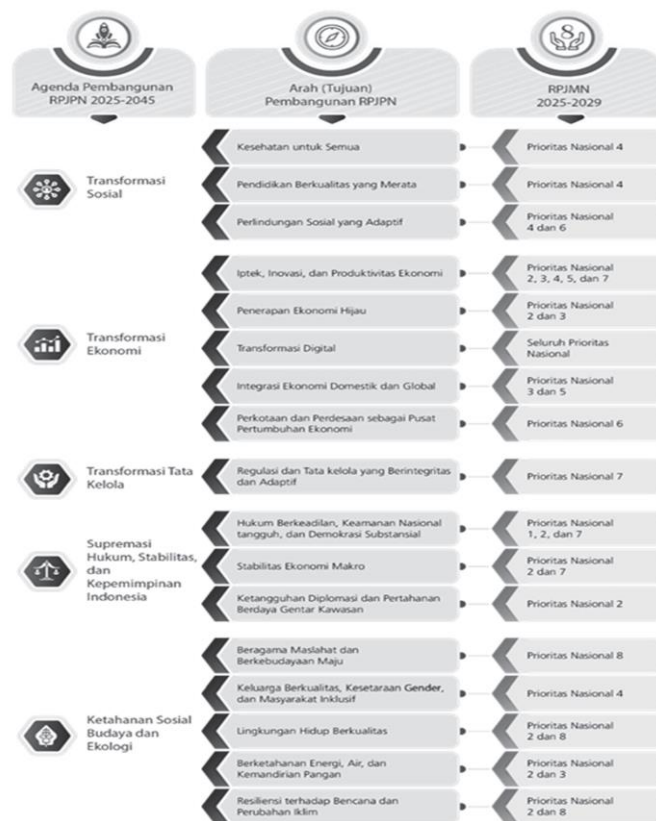 8
Agenda Pembangunan
RPJPN 2025-2045
Arah (Tujuan)
Pembangunan RPJPN
RPJMN
2025-2029
Transformasi
Sosial
Kesehatan untuk Semua
Prioritas Nasional 4
Pendidikan Berkualitas yang Merata
Prioritas Nasional 4
Perlindungan Sosial yang Adaptif
Prioritas Nasional
4 dan 6
Transformasi
Ekonomi
Iptek, Inovasi, dan Produktivitas Ekonomi
Prioritas Nasional
2, 3, 4, 5, dan 7
Penerapan Ekonomi Hijau
Prioritas Nasional
2 dan 3
Transformasi Digital
Seluruh Prioritas
Nasional
Integrasi Ekonomi Domestik dan Global
Prioritas Nasional
3 dan 5
Perkotaan dan Perdesaan sebagai Pusat
Pertumbuhan Ekonomi
Prioritas Nasional 6
Transformasi Tata
Kelola
Regulasi dan Tata kelola yang Berintegritas
dan Adaptif
Prioritas Nasional 7
Supremasi
Hukum, Stabilitas,
dan
Kepemimpinan
Indonesia
Hukum Berkeadilan, Keamanan Nasional
tangguh, dan Demokrasi Substansial
Prioritas Nasional
1, 2, dan 7
Stabilitas Ekonomi Makro
Prioritas Nasional
2 dan 7
Ketangguhan Diplomasi dan Pertahanan
Berdaya Gentar Kawasan
Prioritas Nasional 2
Ketahanan Sosial
Budaya dan
Ekologi
Beragama Maslahat dan
Berkebudayaan Maju
Prioritas Nasional 8
Keluarga Berkualitas, Kesetaraan Gender,
dan Masyarakat Inklusif
Prioritas Nasional 4
Lingkungan Hidup Berkualitas
Prioritas Nasional
2 dan 8
Berketahanan Energi, Air, dan
Kemandirian Pangan
Prioritas Nasional
2 dan 3
Resiliensi terhadap Bencana dan
Perubahan Iklim
Prioritas Nasional
2 dan 8